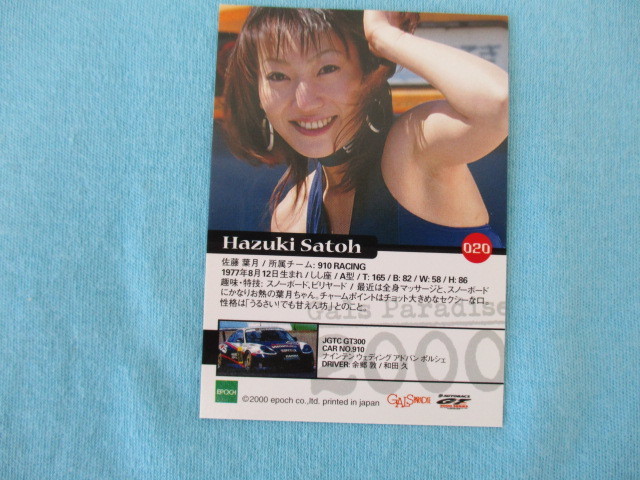 Hazuki Satoh
020
佐藤 葉月 / 所属チーム: 910 RACING
1977年8月12日生まれ / しし座 / A型 / T: 165 / B: 82 / W: 58 / H: 86
趣味・特技: スノーボード、ビリヤード / 最近は全身マッサージと、スノーボード
にかなりお熱の葉月ちゃん。チャームポイントはチョット大きめなセクシーな口。
性格は「うるさい!でも甘えん坊」とのこと。
Gals Paradise
2000
JGTC GT300
CAR NO.910
ナインテン ウェディング アドバン ポルシェ
DRIVER: 余郷 敦 / 和田 久
EPOCH
©2000 epoch co.,ltd. printed in japan
GALS PARADISE
GT